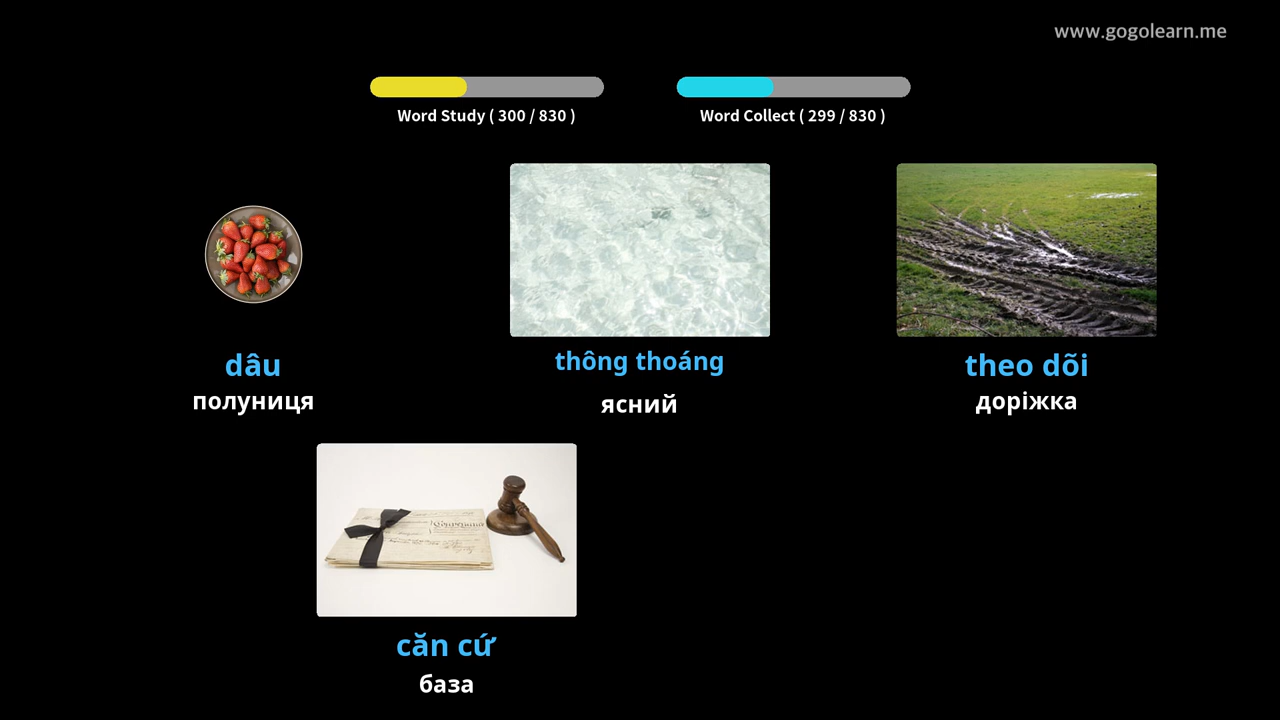 www.gogolearn.me
Word Study ( 300 / 830 )
Word Collect ( 299 / 830 )
dâu
полуниця
thông thoáng
ясний
theo dõi
доріжка
căn cứ
база